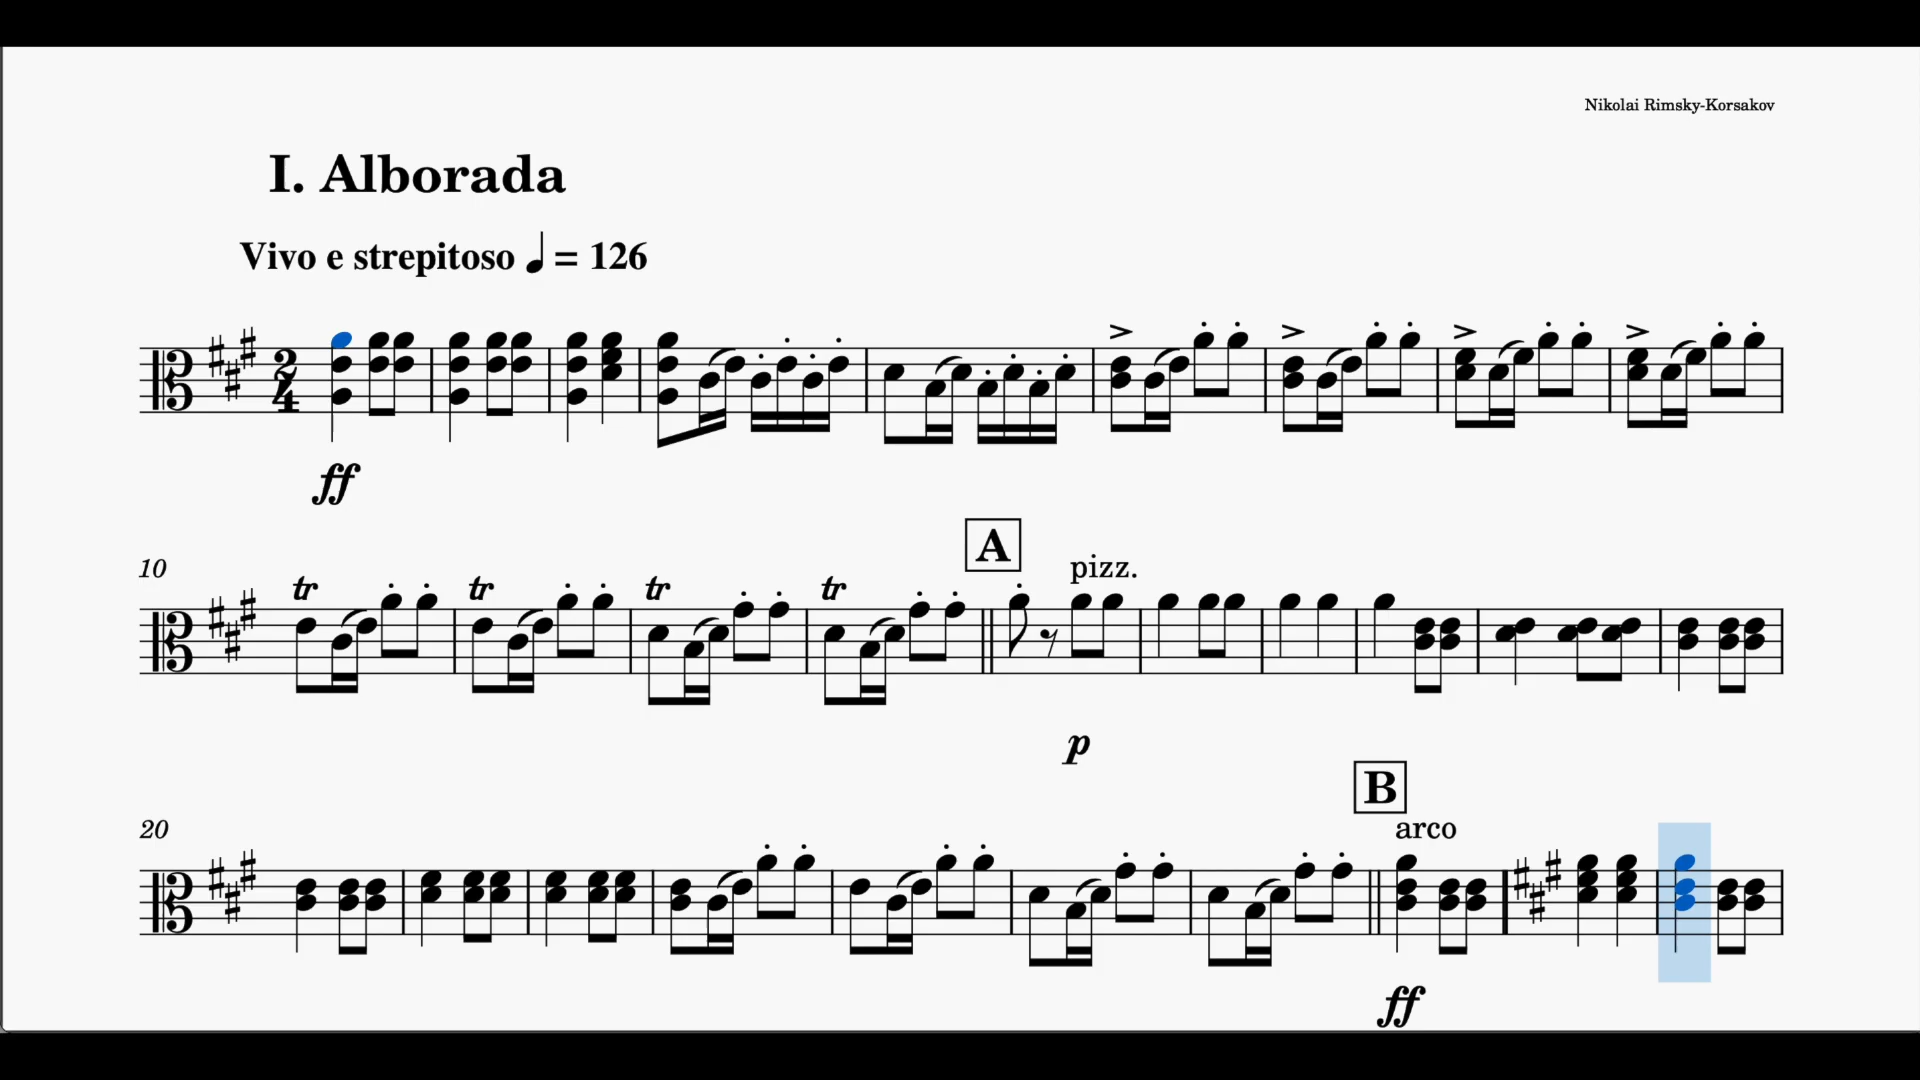 Nikolai Rimsky-Korsakov
I. Alborada
Vivo e strepitoso ♩ = 126
2
4
ff
A
10
tr tr tr tr
pizz.
p
B
20
arco
ff